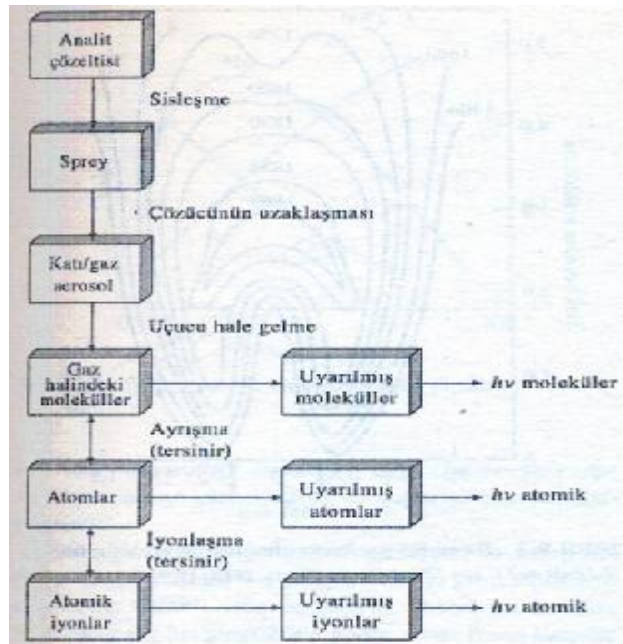 Analit
çözeltisi
Sisleşme
Sprey
Çözücünün uzaklaşması
Katı/gaz
aerosol
Uçucu hale gelme
Gaz
halindeki
moleküller
Uyarılmış
moleküller
hν moleküler
Ayrışma
(tersinir)
Atomlar
Uyarılmış
atomlar
hν atomik
İyonlaşma
(tersinir)
Atomik
iyonlar
Uyarılmış
iyonlar
hν atomik